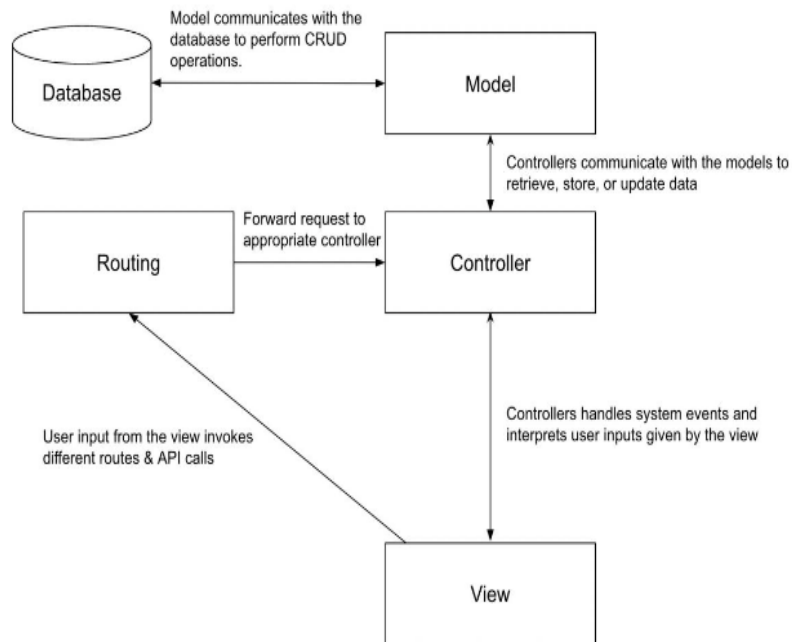 Model communicates with the
database to perform CRUD
operations.
Database
Model
Controllers communicate with the models to
retrieve, store, or update data
Forward request to
appropriate controller
Routing
Controller
User input from the view invokes
different routes & API calls
Controllers handles system events and
interprets user inputs given by the view
View